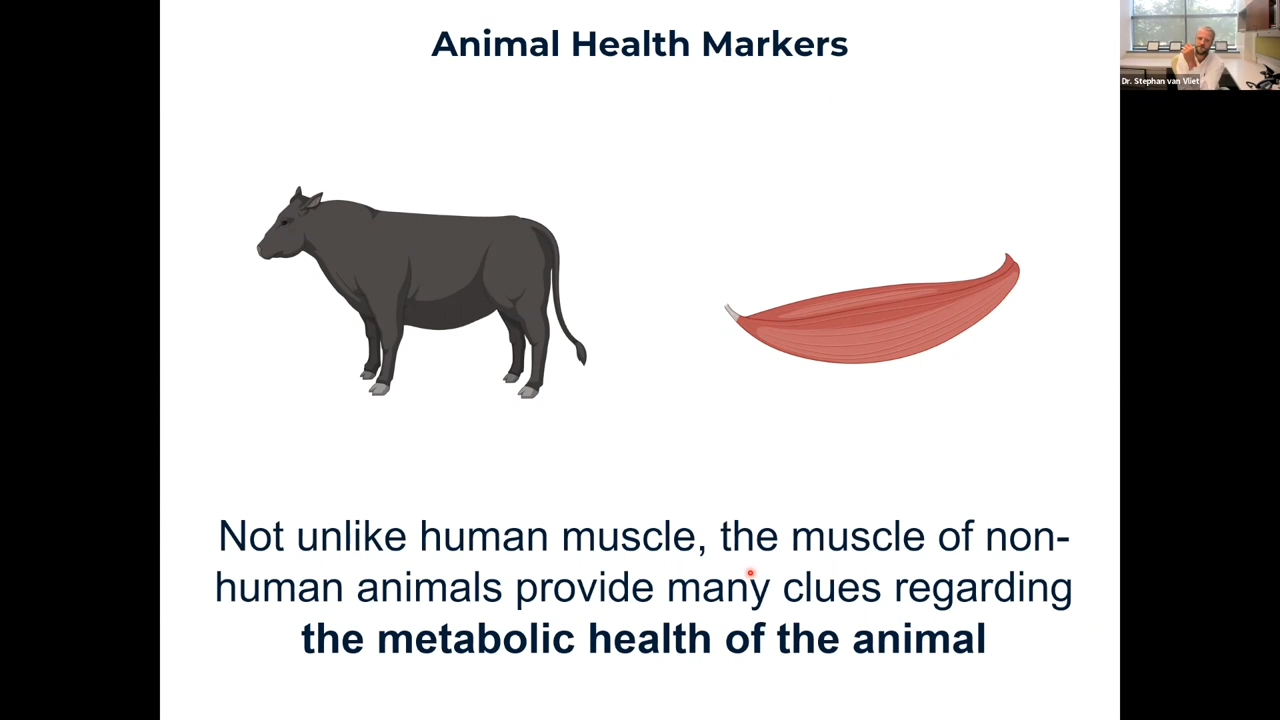 Animal Health Markers
Dr. Stephan van Vliet
Not unlike human muscle, the muscle of non-
human animals provide many clues regarding
the metabolic health of the animal